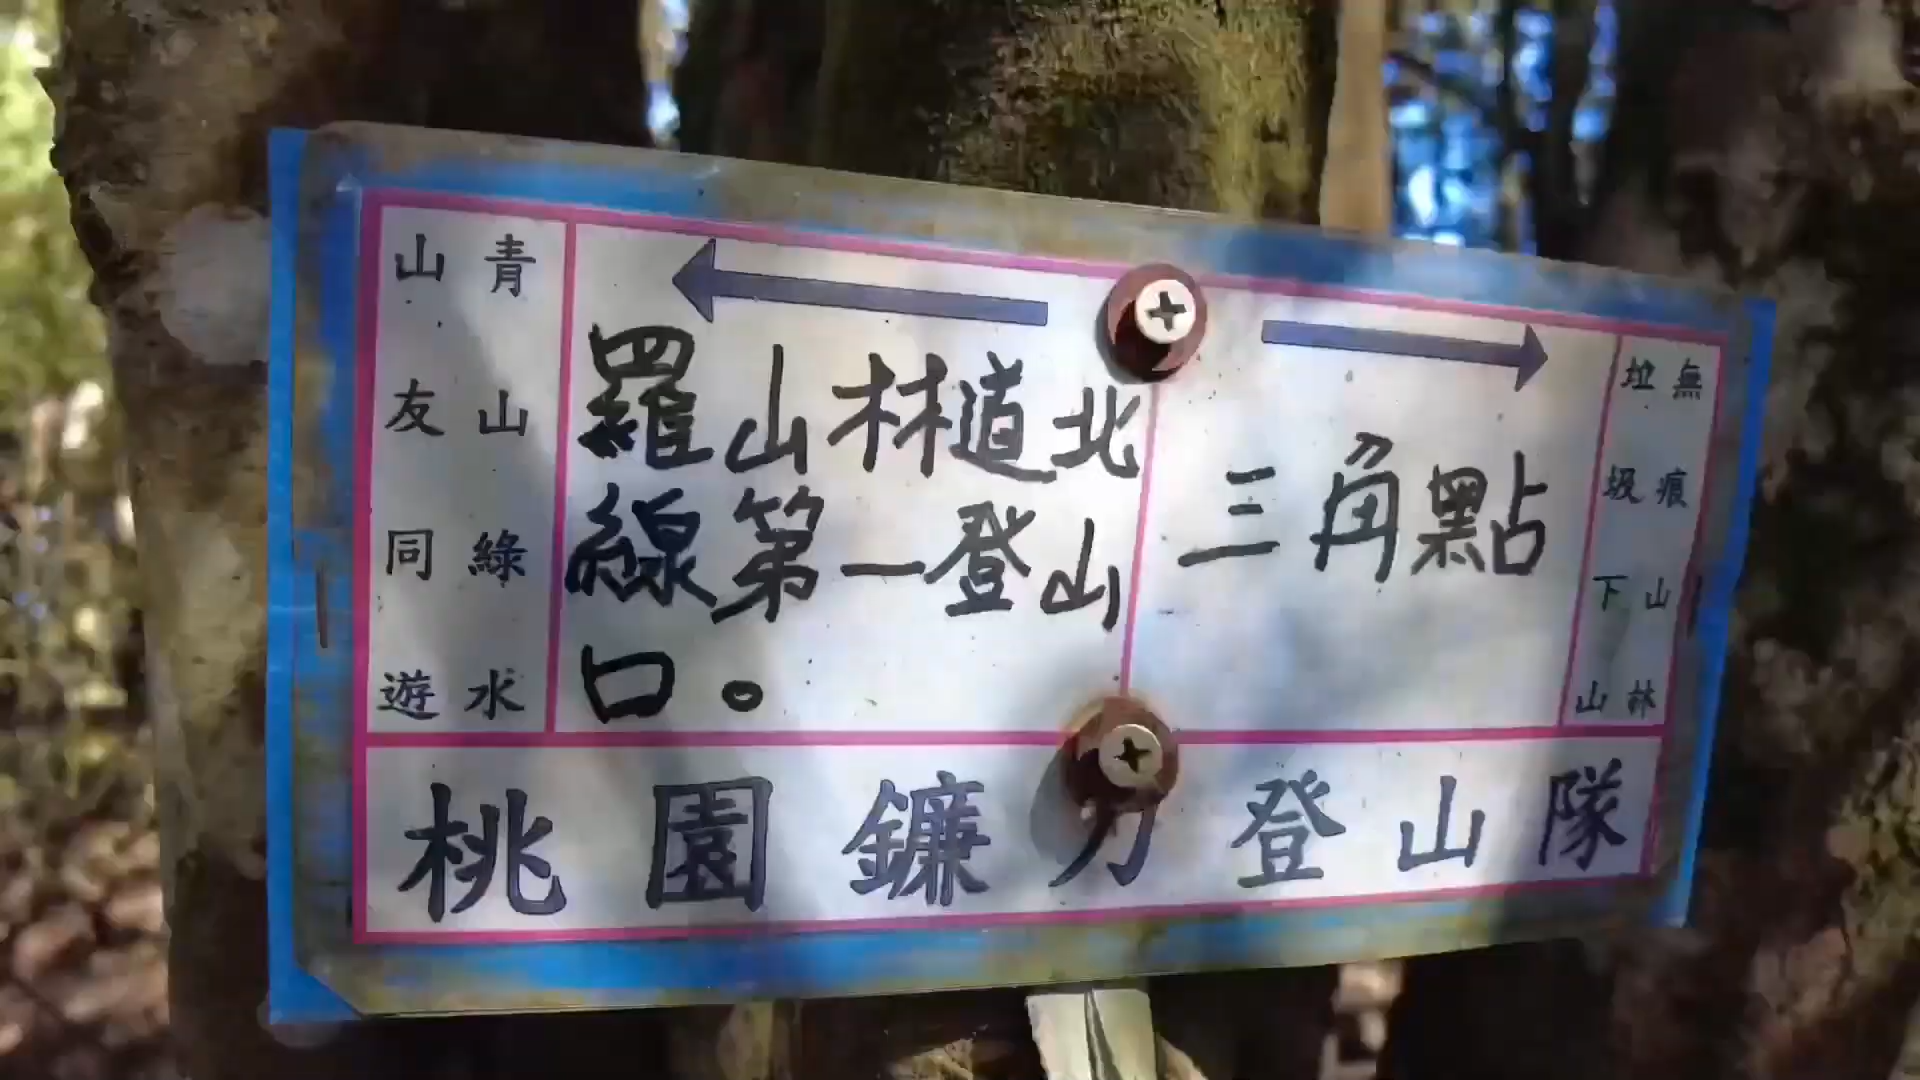 青山綠水
山友同遊
羅山林道北
線第一登山
口。
三角點
無痕山林
垃圾下山
桃園鐮刀登山隊